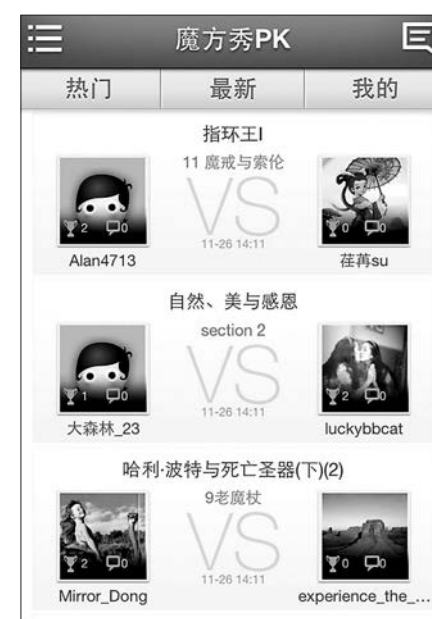 魔方秀PK
热门 最新 我的
指环王I
11 魔戒与索伦
VS
2 0
0 0
11-26 14:11
Alan4713
荏苒su
自然、美与感恩
section 2
VS
1 0
2 0
11-26 14:11
大森林_23
luckybbcat
哈利·波特与死亡圣器(下)(2)
9老魔杖
VS
2 0
0 0
11-26 14:11
Mirror_Dong
experience_the_...